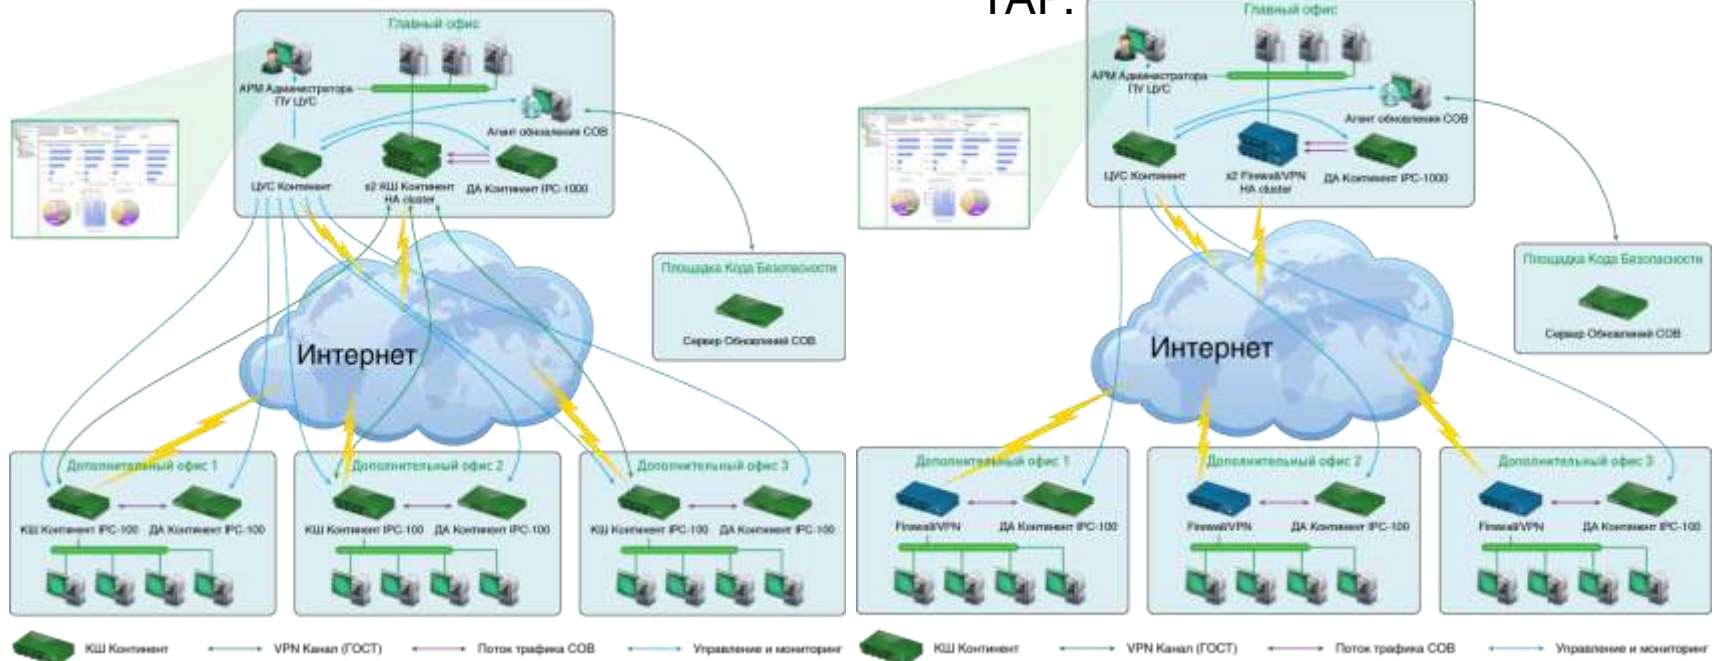 TAP:
Главный офис
АРМ Администратора
ПУ ЦУС
Агент обновления СОВ
ЦУС Континент
x2 КШ Континент
HA cluster
ДА Континент IPC-1000
Площадка Кода Безопасности
Сервер Обновлений СОВ
Интернет
Дополнительный офис 1
КШ Континент IPC-100
ДА Континент IPC-100
Дополнительный офис 2
КШ Континент IPC-100
ДА Континент IPC-100
Дополнительный офис 3
КШ Континент IPC-100
ДА Континент IPC-100
КШ Континент
VPN Канал (ГОСТ)
Поток трафика СОВ
Управление и мониторинг
Главный офис
АРМ Администратора
ПУ ЦУС
Агент обновления СОВ
ЦУС Континент
x2 Firewall/VPN
HA cluster
ДА Континент IPC-1000
Площадка Кода Безопасности
Сервер Обновлений СОВ
Интернет
Дополнительный офис 1
Firewall/VPN
ДА Континент IPC-100
Дополнительный офис 2
Firewall/VPN
ДА Континент IPC-100
Дополнительный офис 3
Firewall/VPN
ДА Континент IPC-100
КШ Континент
VPN Канал (ГОСТ)
Поток трафика СОВ
Управление и мониторинг